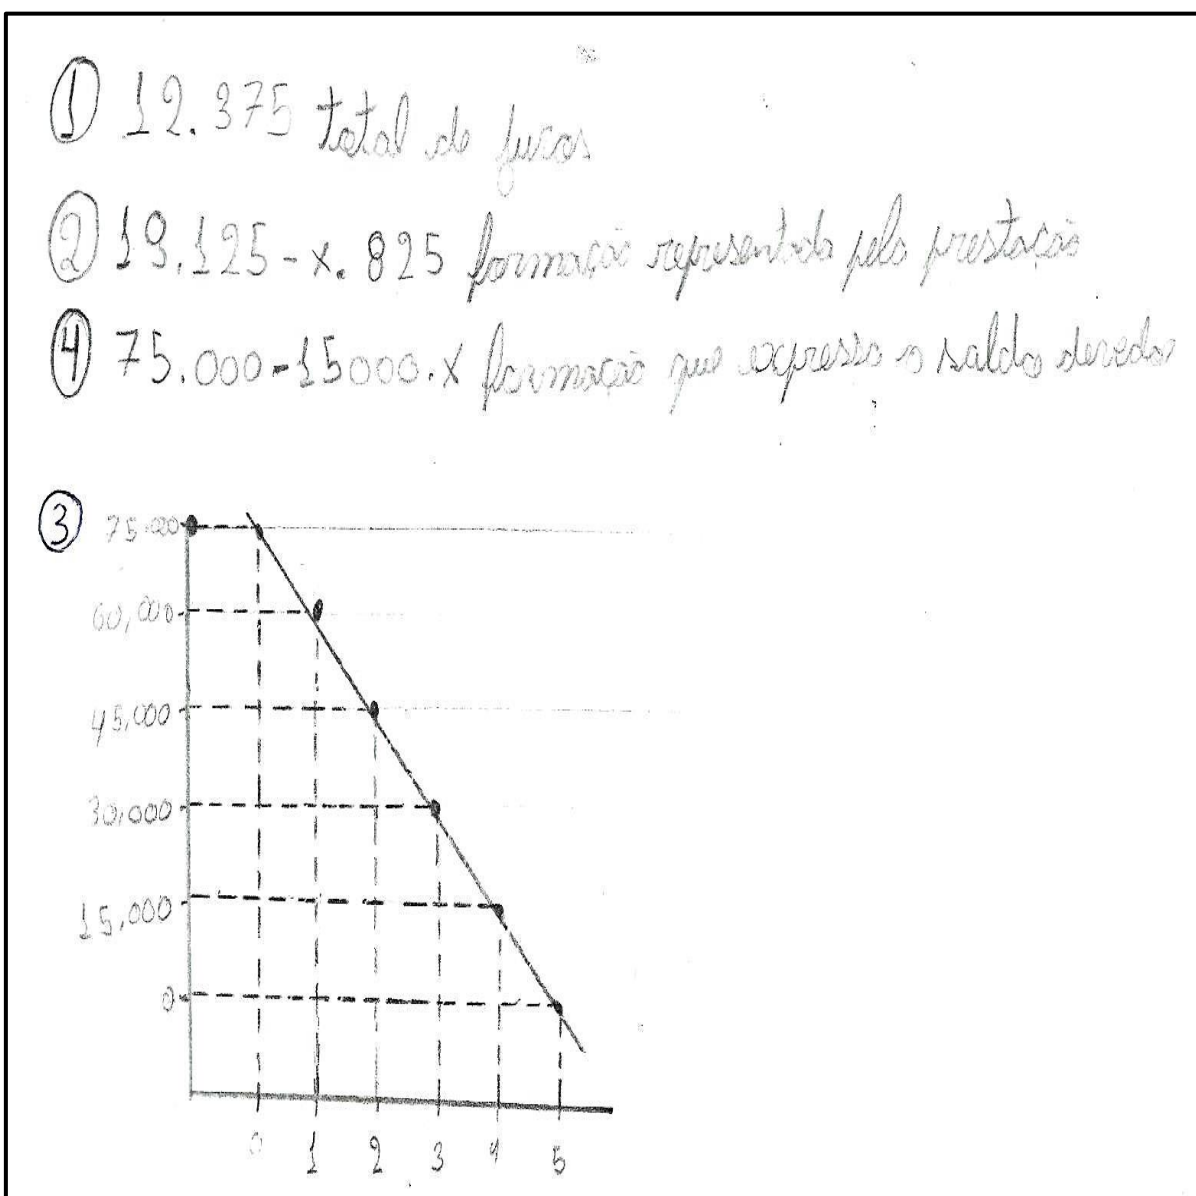 ① 12.375 total de juros
② 19.125 - x. 825 formação representada pela prestação
④ 75.000 - 15000.x formação que expressa o saldo devedor
③
75.000
60,000
45,000
30,000
15,000
0
0 1 2 3 4 5